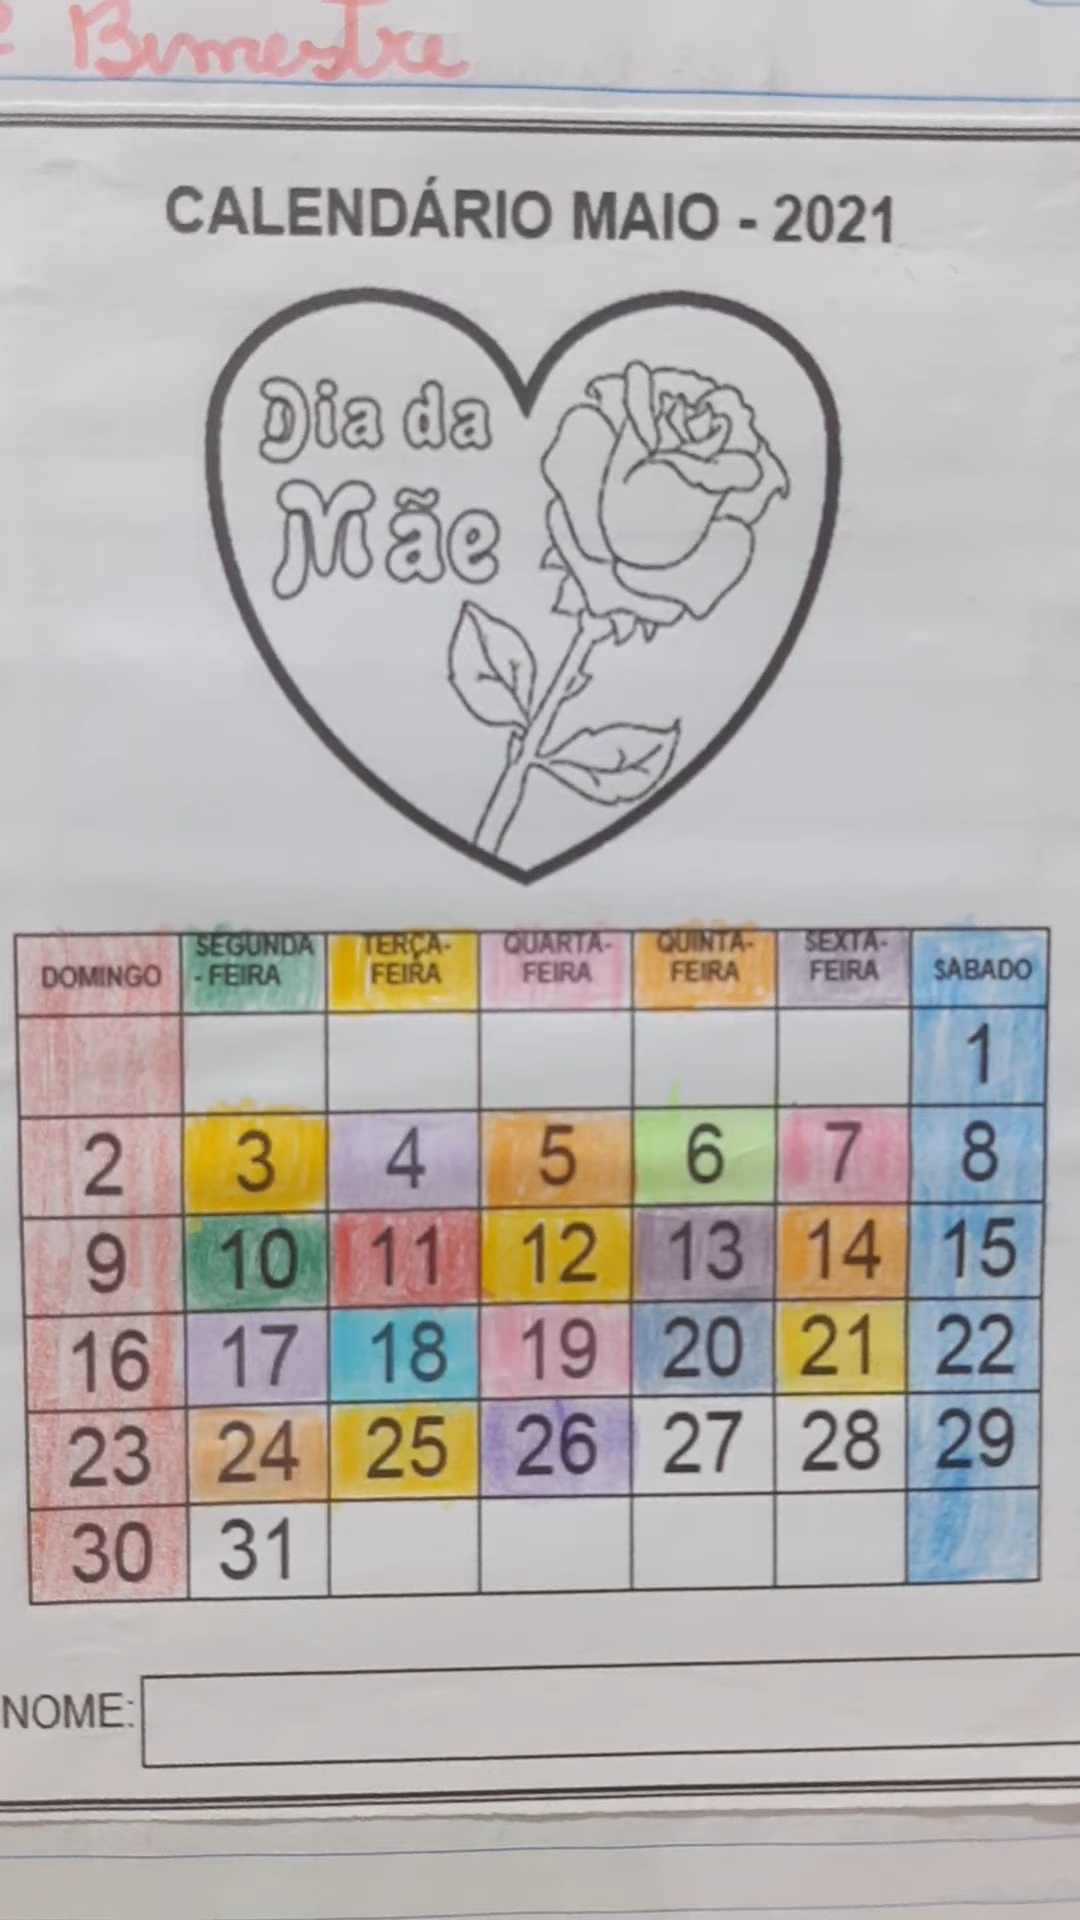 Bimestre
CALENDÁRIO MAIO - 2021
Dia da
Mãe
DOMINGO SEGUNDA - FEIRA TERÇA- FEIRA QUARTA- FEIRA QUINTA- FEIRA SEXTA- FEIRA SABADO
1
2 3 4 5 6 7 8
9 10 11 12 13 14 15
16 17 18 19 20 21 22
23 24 25 26 27 28 29
30 31
NOME: